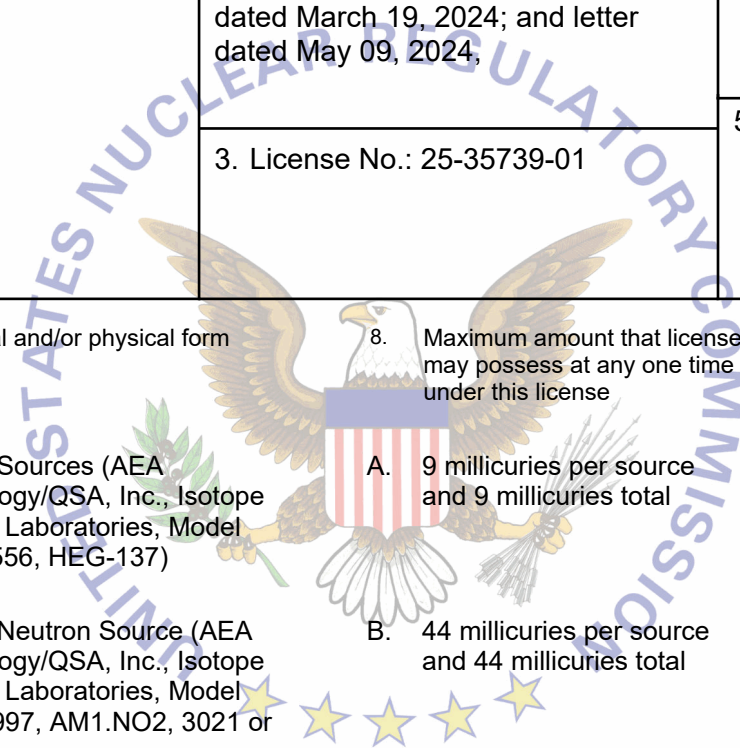 dated March 19, 2024; and letter
dated May 09, 2024,
3. License No.: 25-35739-01
5
l and/or physical form
8. Maximum amount that license
may possess at any one time
under this license
Sources (AEA
ogy/QSA, Inc., Isotope
Laboratories, Model
556, HEG-137)
A. 9 millicuries per source
and 9 millicuries total
Neutron Source (AEA
ogy/QSA, Inc., Isotope
Laboratories, Model
997, AM1.NO2, 3021 or
B. 44 millicuries per source
and 44 millicuries total
UNITED STATES NUCLEAR REGULATORY COMMISSION